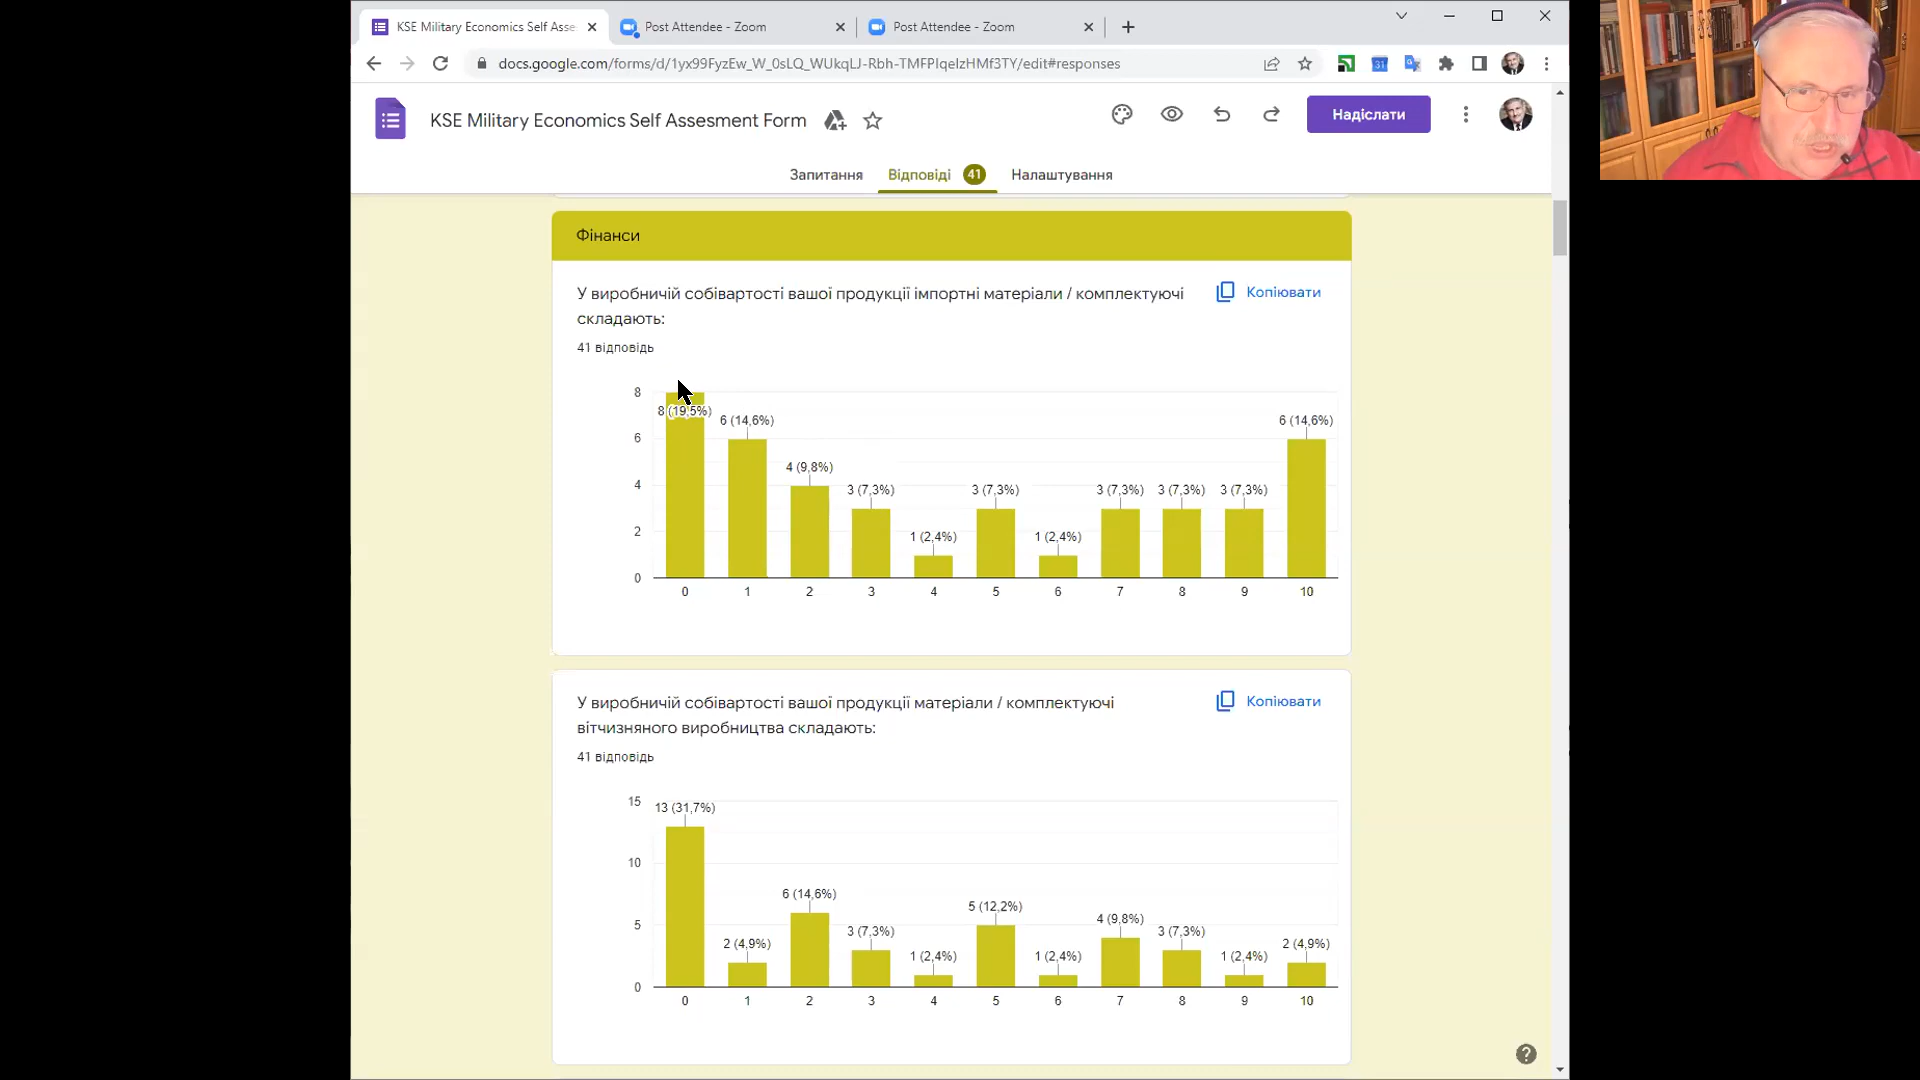 KSE Military Economics Self Asse
Post Attendee - Zoom
Post Attendee - Zoom
docs.google.com/forms/d/1yx99FyzEw_W_0sLQ_WUkqLJ-Rbh-TMFPIqelzHMf3TY/edit#responses
31
KSE Military Economics Self Assesment Form
Надіслати
Запитання
Відповіді 41
Налаштування
Фінанси
У виробничій собівартості вашої продукції імпортні матеріали / комплектуючі
складають:
Копіювати
41 відповідь
8
6
4
2
0
8 (19,5%)
6 (14,6%)
4 (9,8%)
3 (7,3%)
1 (2,4%)
3 (7,3%)
1 (2,4%)
3 (7,3%)
3 (7,3%)
3 (7,3%)
6 (14,6%)
0 1 2 3 4 5 6 7 8 9 10
У виробничій собівартості вашої продукції матеріали / комплектуючі
вітчизняного виробництва складають:
Копіювати
41 відповідь
15
10
5
0
13 (31,7%)
2 (4,9%)
6 (14,6%)
3 (7,3%)
1 (2,4%)
5 (12,2%)
1 (2,4%)
4 (9,8%)
3 (7,3%)
1 (2,4%)
2 (4,9%)
0 1 2 3 4 5 6 7 8 9 10